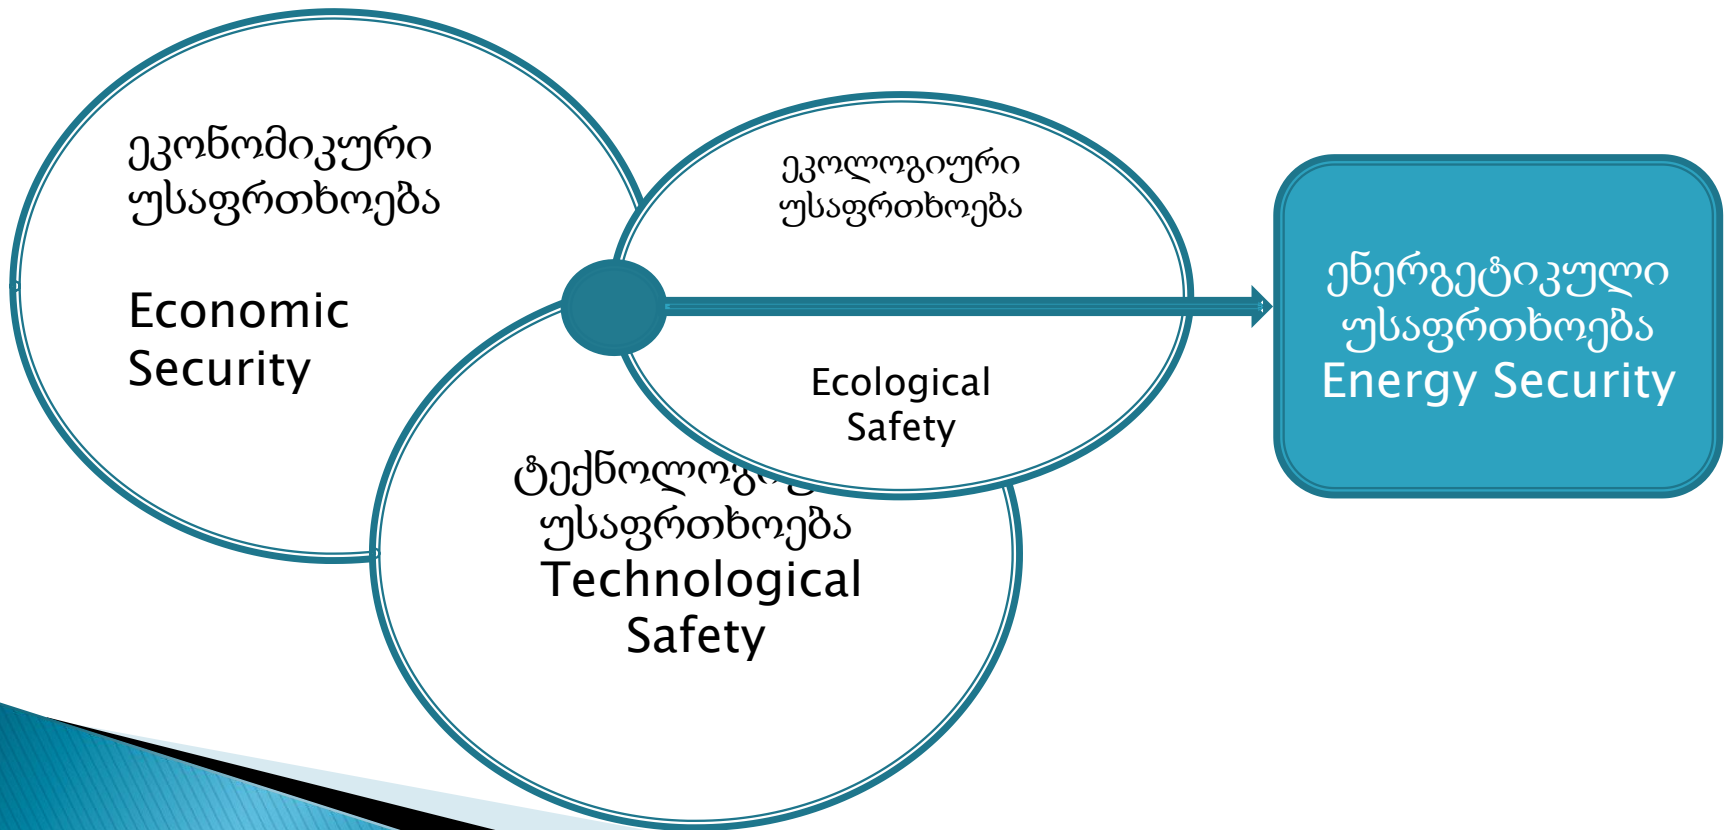 ეკონომიკური
უსაფრთხოება
Economic
Security
ეკოლოგიური
უსაფრთხოება
Ecological
Safety
უსაფრთხოება
Technological
Safety
ენერგეტიკული
უსაფრთხოება
Energy Security